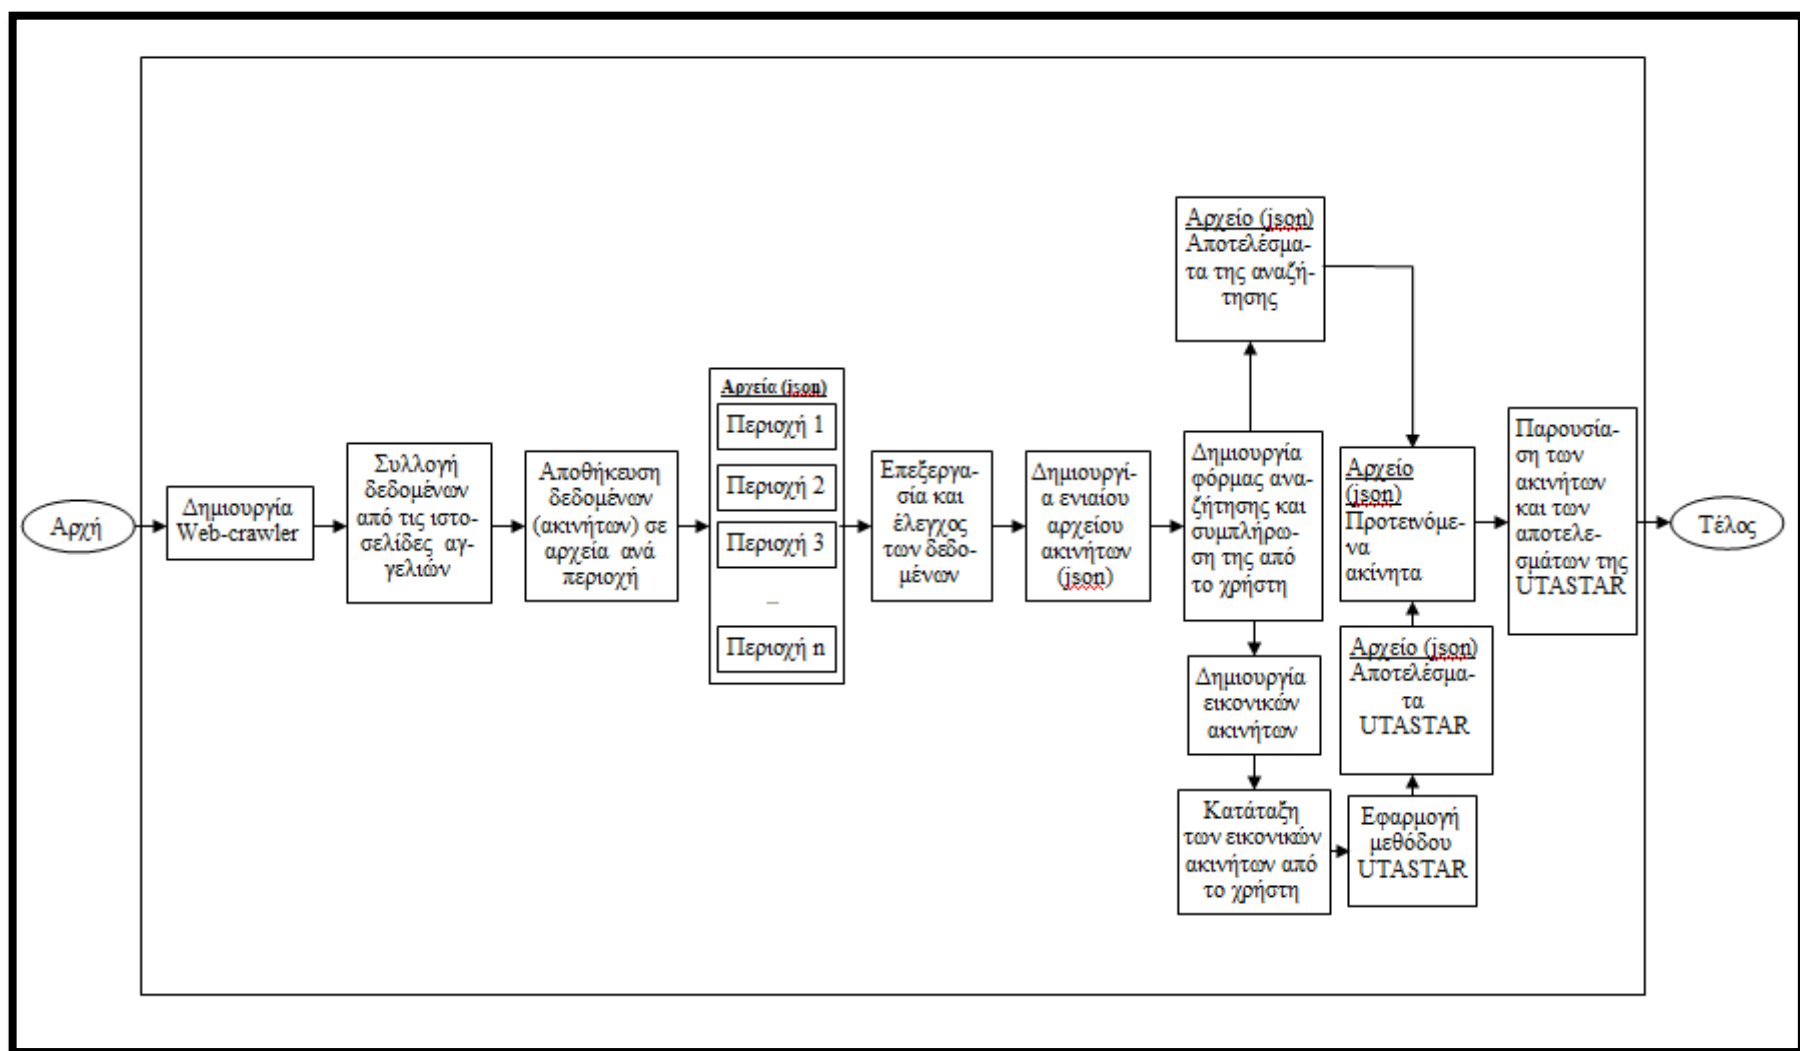 Αρχή
Δημιουργία
Web-crawler
Συλλογή
δεδομένων
από τις ιστο-
σελίδες αγ-
γελιών
Αποθήκευση
δεδομένων
(ακινήτων) σε
αρχεία ανά
περιοχή
Αρχεία (json)
Περιοχή 1
Περιοχή 2
Περιοχή 3
...
Περιοχή n
Επεξεργα-
σία και
έλεγχος
των δεδο-
μένων
Δημιουργί-
α ενιαίου
αρχείου
ακινήτων
(json)
Δημιουργία
φόρμας ανα-
ζήτησης και
συμπλήρω-
ση της από
το χρήστη
Αρχείο (json)
Αποτελέσμα-
τα της αναζή-
τησης
Δημιουργία
εικονικών
ακινήτων
Κατάταξη
των εικονικών
ακινήτων από
το χρήστη
Εφαρμογή
μεθόδου
UTASTAR
Αρχείο (json)
Αποτελέσμα-
τα
UTASTAR
Αρχείο
(json)
Προτεινόμε-
να
ακίνητα
Παρουσία-
ση των
ακινήτων
και των
αποτελε-
σμάτων της
UTASTAR
Τέλος